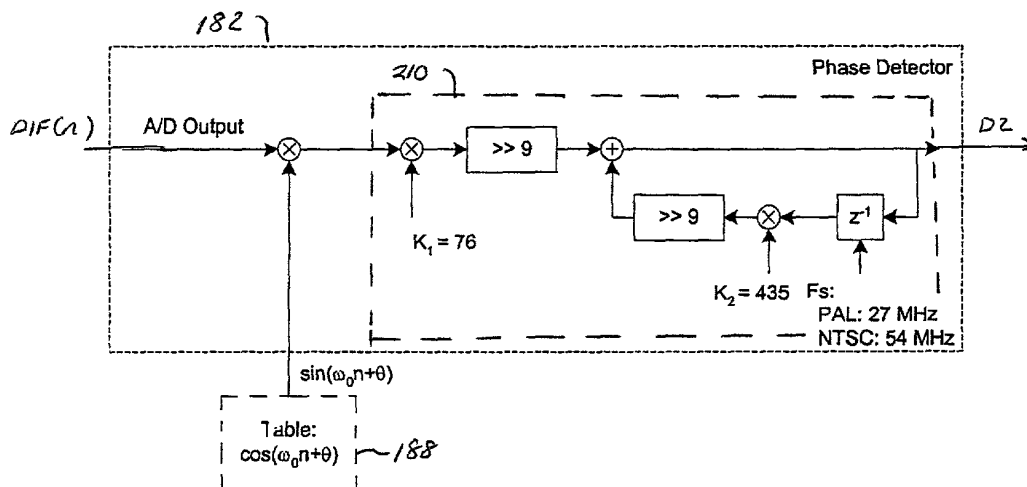 182
210
Phase Detector
DIF(n)
A/D Output
D2
>> 9
>> 9
z⁻¹
K₁ = 76
K₂ = 435
Fs:
PAL: 27 MHz
NTSC: 54 MHz
sin(ω₀n+θ)
Table:
cos(ω₀n+θ)
188